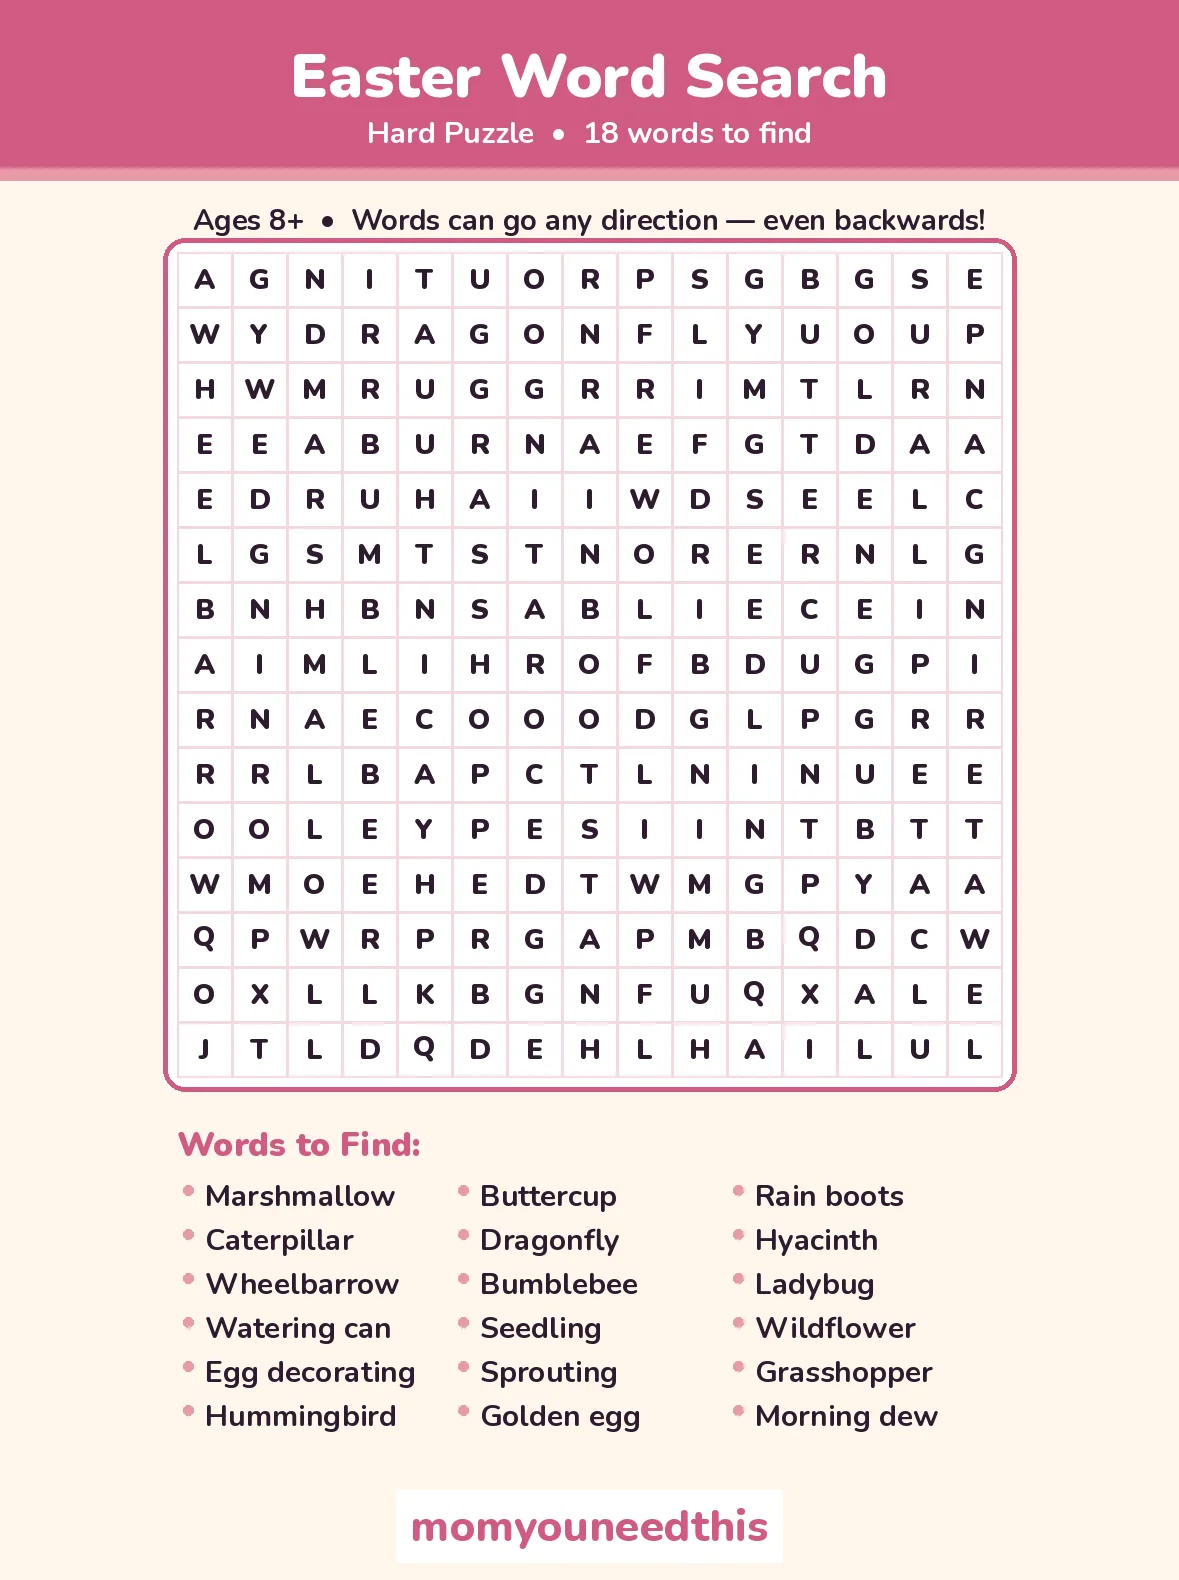 Easter Word Search
Hard Puzzle • 18 words to find
Ages 8+ • Words can go any direction — even backwards!
A G N I T U O R P S G B G S E
W Y D R A G O N F L Y U O U P
H W M R U G G R R I M T L R N
E E A B U R N A E F G T D A A
E D R U H A I I W D S E E L C
L G S M T S T N O R E R N L G
B N H B N S A B L I E C E I N
A I M L I H R O F B D U G P I
R N A E C O O O D G L P G R R
R R L B A P C T L N I N U E E
O O L E Y P E S I I N T B T T
W M O E H E D T W M G P Y A A
Q P W R P R G A P M B Q D C W
O X L L K B G N F U Q X A L E
J T L D Q D E H L H A I L U L
Words to Find:
• Marshmallow • Buttercup • Rain boots
• Caterpillar • Dragonfly • Hyacinth
• Wheelbarrow • Bumblebee • Ladybug
• Watering can • Seedling • Wildflower
• Egg decorating • Sprouting • Grasshopper
• Hummingbird • Golden egg • Morning dew
momyouneedthis